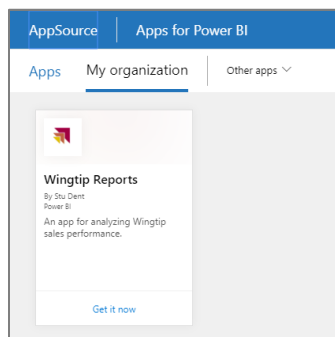 AppSource Apps for Power BI
Apps My organization Other apps
Wingtip Reports
By Stu Dent
Power BI
An app for analyzing Wingtip
sales performance.
Get it now